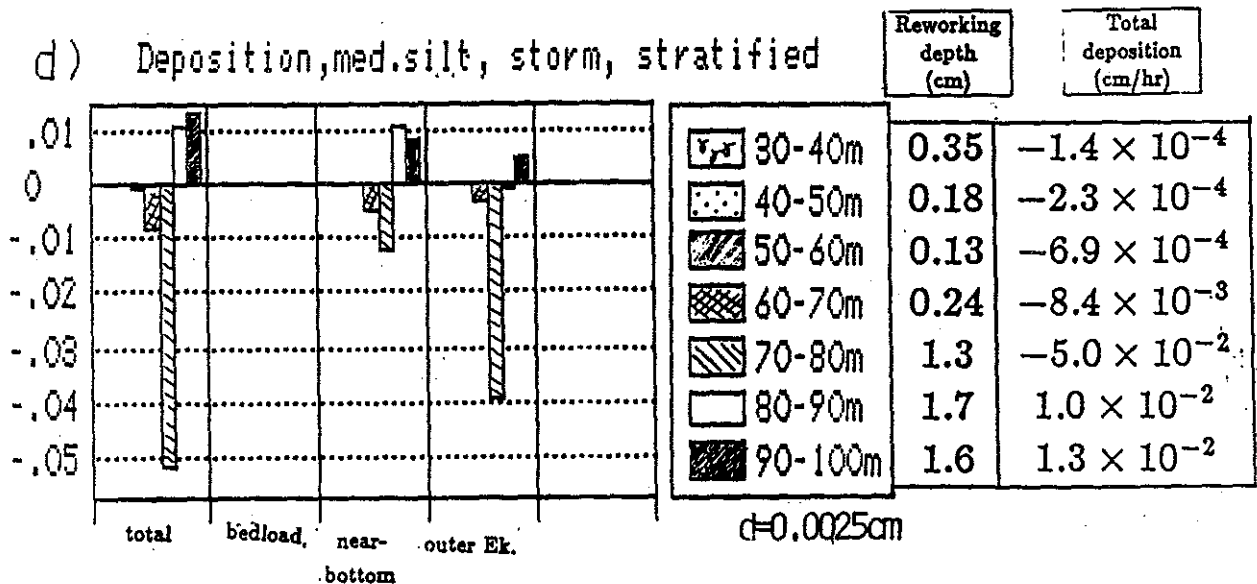 d) Deposition,med.silt, storm, stratified
Reworking depth (cm)
Total deposition (cm/hr)
.01
0
-.01
-.02
-.03
-.04
-.05
total
bedload.
near-bottom
outer Ek.
30-40m 0.35 −1.4 × 10⁻⁴
40-50m 0.18 −2.3 × 10⁻⁴
50-60m 0.13 −6.9 × 10⁻⁴
60-70m 0.24 −8.4 × 10⁻³
70-80m 1.3 −5.0 × 10⁻²
80-90m 1.7 1.0 × 10⁻²
90-100m 1.6 1.3 × 10⁻²
d=0.0025cm